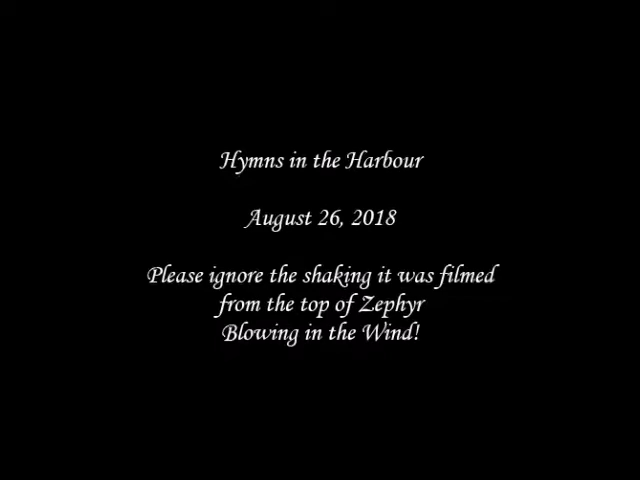 Hymns in the Harbour
August 26, 2018
Please ignore the shaking it was filmed
from the top of Zephyr
Blowing in the Wind!